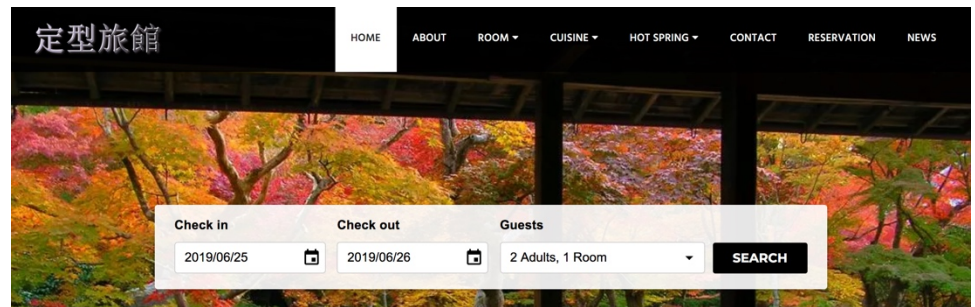 定型旅館
HOME ABOUT ROOM CUISINE HOT SPRING CONTACT RESERVATION NEWS
Check in Check out Guests
2019/06/25 2019/06/26 2 Adults, 1 Room SEARCH